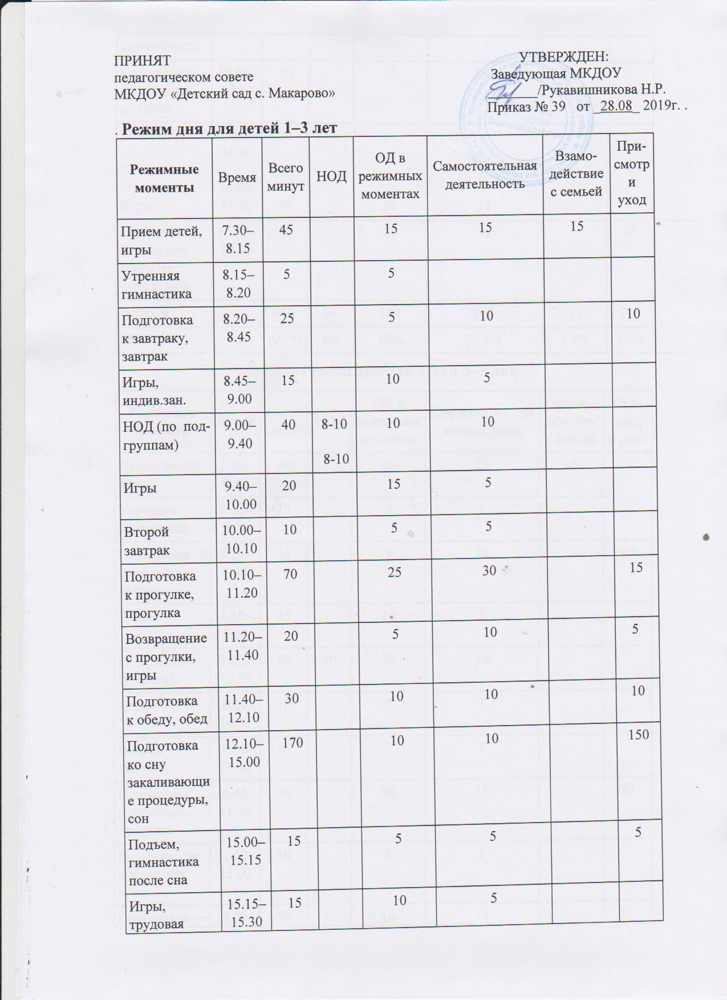 ПРИНЯТ
педагогическом совете
МКДОУ «Детский сад с. Макарово»
УТВЕРЖДЕН:
Заведующая МКДОУ
_______/Рукавишникова Н.Р.
Приказ № 39 от _28.08_ 2019г. .
. Режим дня для детей 1–3 лет
Режимные моменты | Время | Всего минут | НОД | ОД в режимных моментах | Самостоятельная деятельность | Взамо-действие с семьей | При-смотр и уход
Прием детей, игры | 7.30–8.15 | 45 | | 15 | 15 | 15 |
Утренняя гимнастика | 8.15–8.20 | 5 | | 5 | | |
Подготовка к завтраку, завтрак | 8.20–8.45 | 25 | | 5 | 10 | | 10
Игры, индив.зан. | 8.45–9.00 | 15 | | 10 | 5 | |
НОД (по под-группам) | 9.00–9.40 | 40 | 8-10 8-10 | 10 | 10 | |
Игры | 9.40–10.00 | 20 | | 15 | 5 | |
Второй завтрак | 10.00–10.10 | 10 | | 5 | 5 | |
Подготовка к прогулке, прогулка | 10.10–11.20 | 70 | | 25 | 30 | | 15
Возвращение с прогулки, игры | 11.20–11.40 | 20 | | 5 | 10 | | 5
Подготовка к обеду, обед | 11.40–12.10 | 30 | | 10 | 10 | | 10
Подготовка ко сну закаливающие процедуры, сон | 12.10–15.00 | 170 | | 10 | 10 | | 150
Подъем, гимнастика после сна | 15.00–15.15 | 15 | | 5 | 5 | | 5
Игры, трудовая | 15.15–15.30 | 15 | | 10 | 5 | |